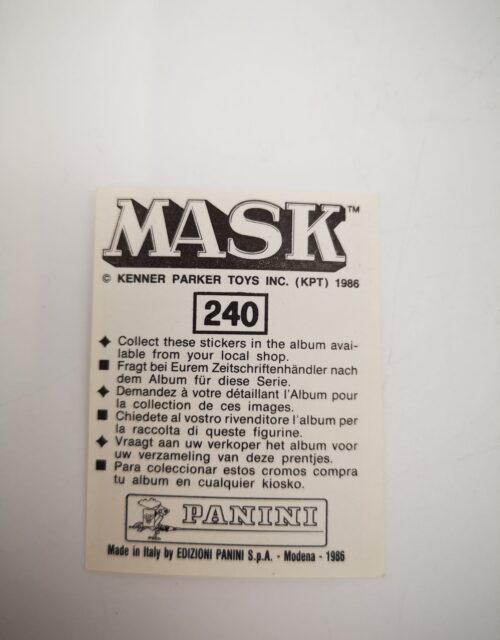 MASK™
© KENNER PARKER TOYS INC. (KPT) 1986
240
◆ Collect these stickers in the album avai-
lable from your local shop.
■ Fragt bei Eurem Zeitschriftenhändler nach
dem Album für diese Serie.
◆ Demandez à votre détaillant l'Album pour
la collection de ces images.
■ Chiedete al vostro rivenditore l'album per
la raccolta di queste figurine.
◆ Vraagt aan uw verkoper het album voor
uw verzameling van deze prentjes.
■ Para coleccionar estos cromos compra
tu album en cualquier kiosko.
PANINI
Made in Italy by EDIZIONI PANINI S.p.A. - Modena - 1986